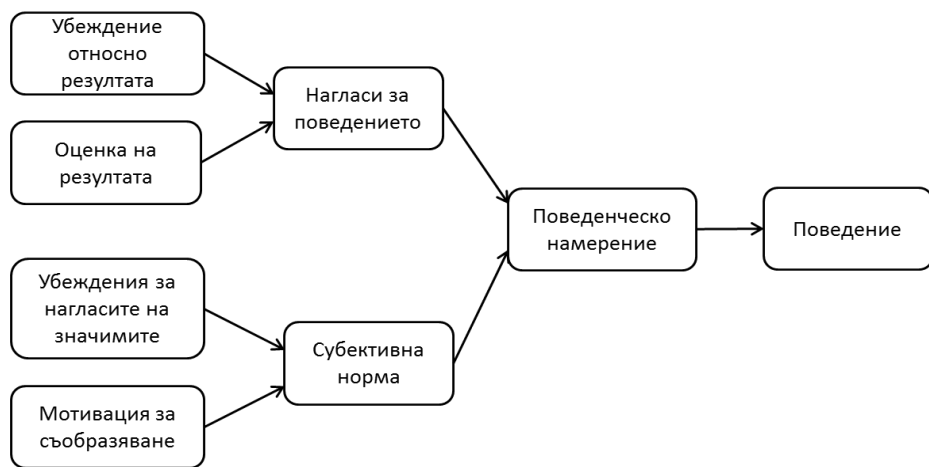 Убеждение
относно
резултата
Оценка на
резултата
Нагласи за
поведението
Убеждения за
нагласите на
значимите
Мотивация за
съобразяване
Субективна
норма
Поведенческо
намерение
Поведение